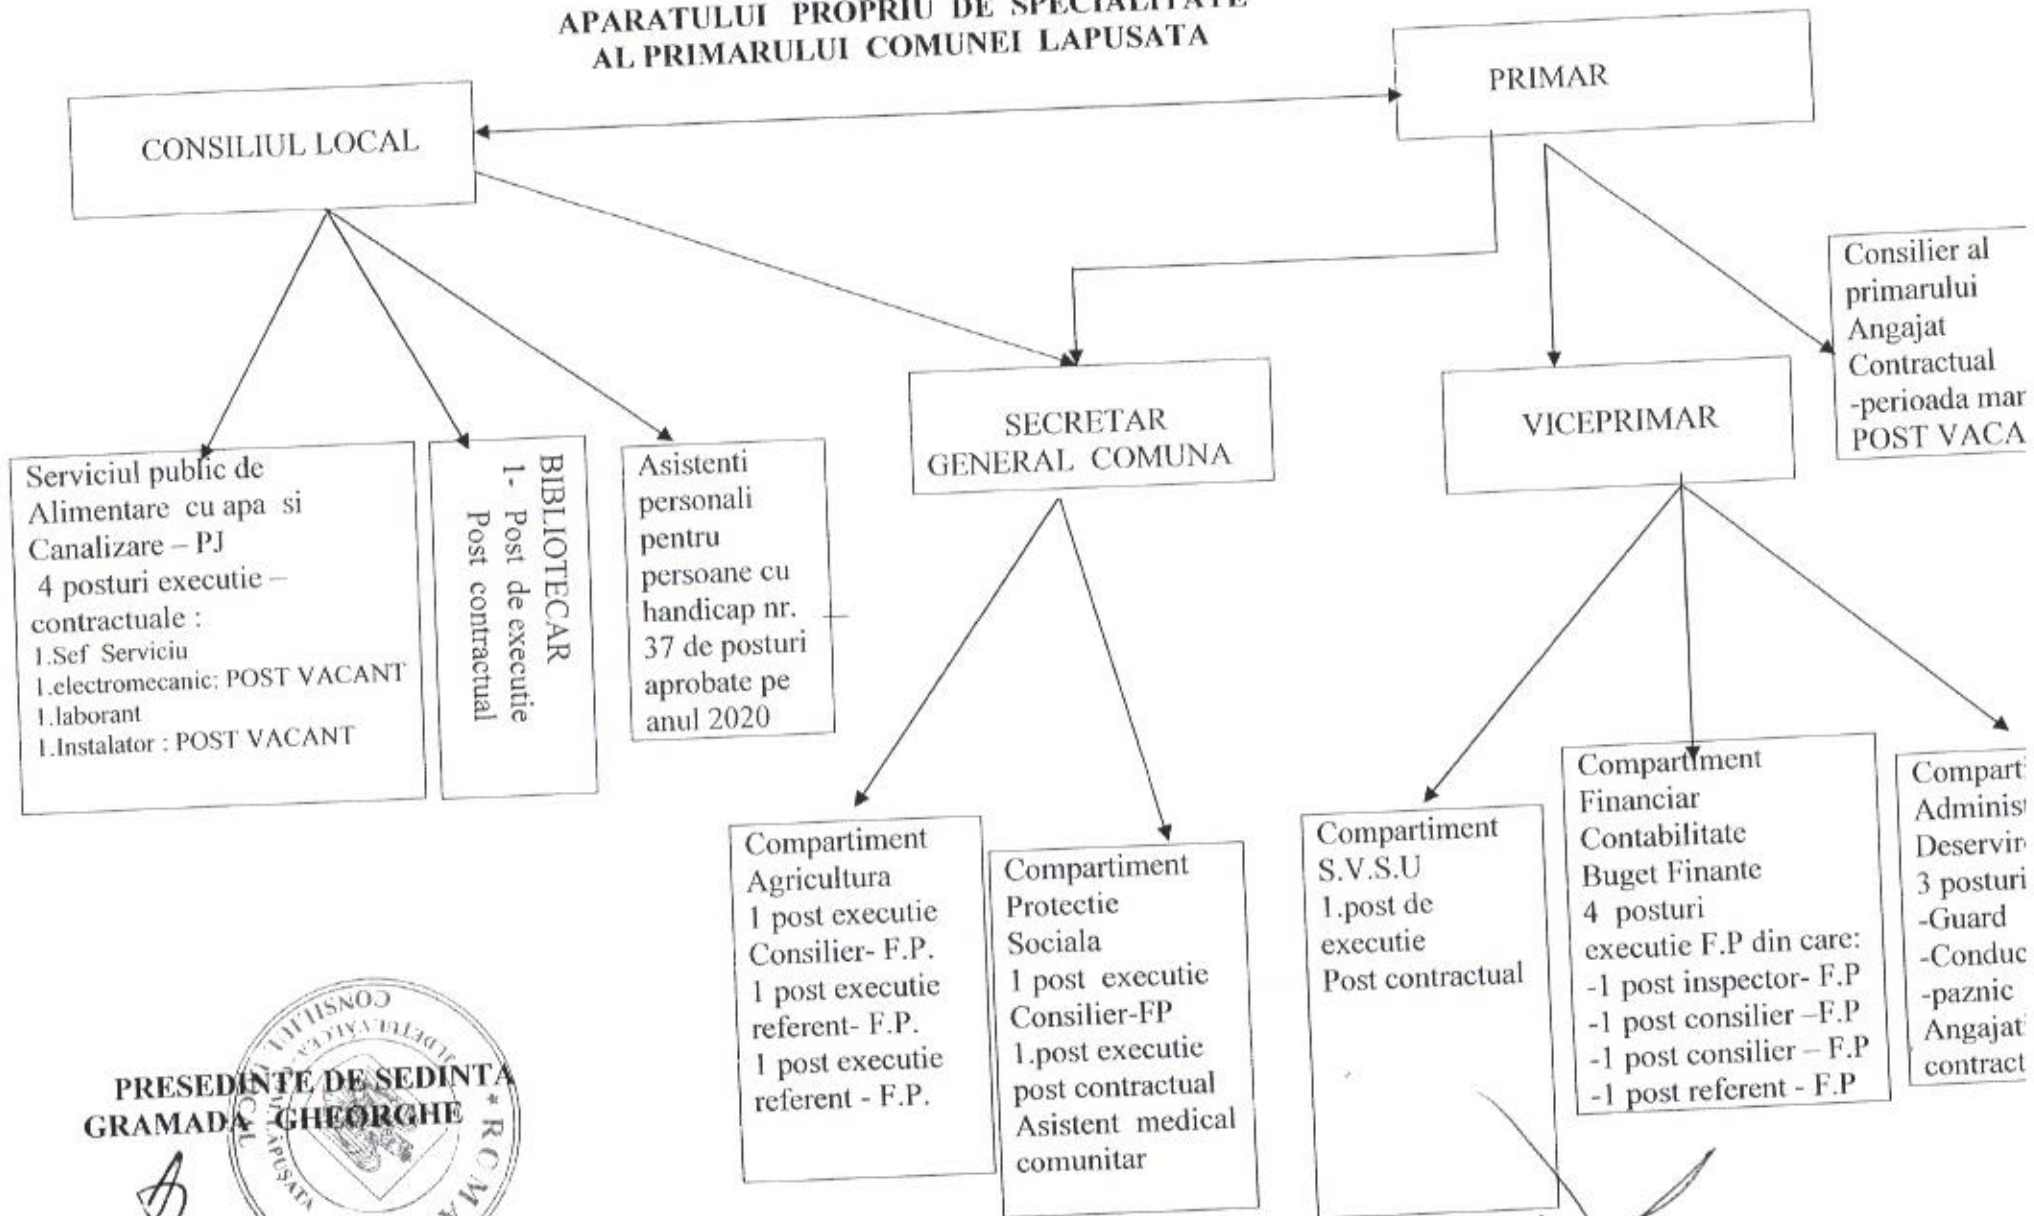 APARATULUI PROPRIU DE SPECIALITATE
AL PRIMARULUI COMUNEI LAPUSATA
PRIMAR
CONSILIUL LOCAL
Consilier al
primarului
Angajat
Contractual
-perioada
POST
SECRETAR
GENERAL COMUNA
VICEPRIMAR
Serviciul public de
Alimentare cu apa si
Canalizare – PJ
4 posturi executie –
contractuale :
1.Sef Serviciu
1.electromecanic: POST VACANT
1.laborant
1.Instalator : POST VACANT
BIBLIOTECAR
1- Post de executie
Post contractual
Asistenti
personali
pentru
persoane cu
handicap nr.
37 de posturi
aprobate pe
anul 2020
Compartiment
Agricultura
1 post executie
Consilier- F.P.
1 post executie
referent- F.P.
1 post executie
referent - F.P.
Compartiment
Protectie
Sociala
1 post executie
Consilier-FP
1.post executie
post contractual
Asistent medical
comunitar
Compartiment
S.V.S.U
1.post de
executie
Post contractual
Compartiment
Financiar
Contabilitate
Buget Finante
4 posturi
executie F.P din care:
-1 post inspector- F.P
-1 post consilier –F.P
-1 post consilier – F.P
-1 post referent - F.P
3 posturi
-Guard
-paznic
PRESEDINTE DE SEDINTA
GRAMADA GHEORGHE
CONSILIUL LOCAL
JUDETUL VALCEA
LAPUȘATA